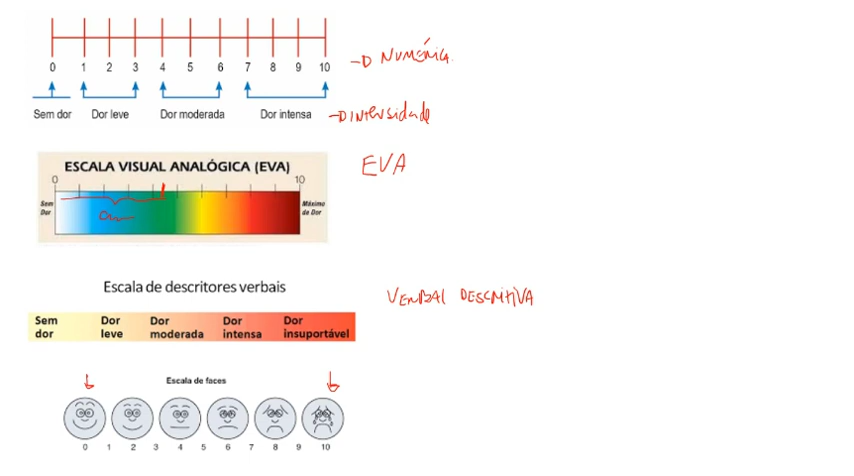 0 1 2 3 4 5 6 7 8 9 10
→ NUMÉRICA.
Sem dor Dor leve Dor moderada Dor intensa
→ INTENSIDADE
ESCALA VISUAL ANALÓGICA (EVA)
EVA
0 10
Sem Dor
Máximo de Dor
cm
Escala de descritores verbais
VERBAL DESCRITIVA
Sem dor Dor leve Dor moderada Dor intensa Dor insuportável
Escala de faces
0 1 2 3 4 5 6 7 8 9 10